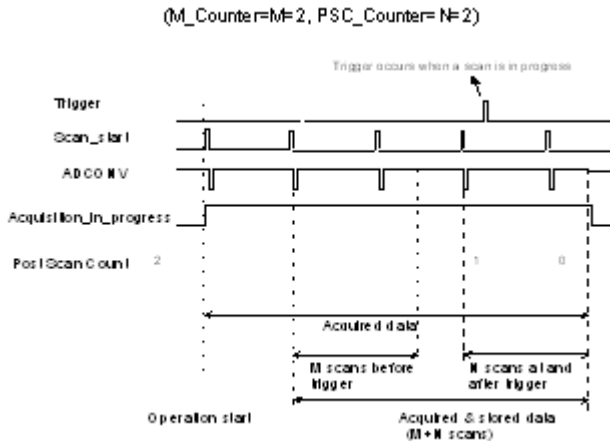 (M_Counter=M=2, PSC_Counter=N=2)
Trigger occurs when a scan is in progress
Trigger
Scan_start
ADCONV
Acquisition_in_progress
PostScanCount 2 1 0
Acquired data
M scans before trigger
N scans at and after trigger
Operation start
Acquired & stored data
(M+N scans)